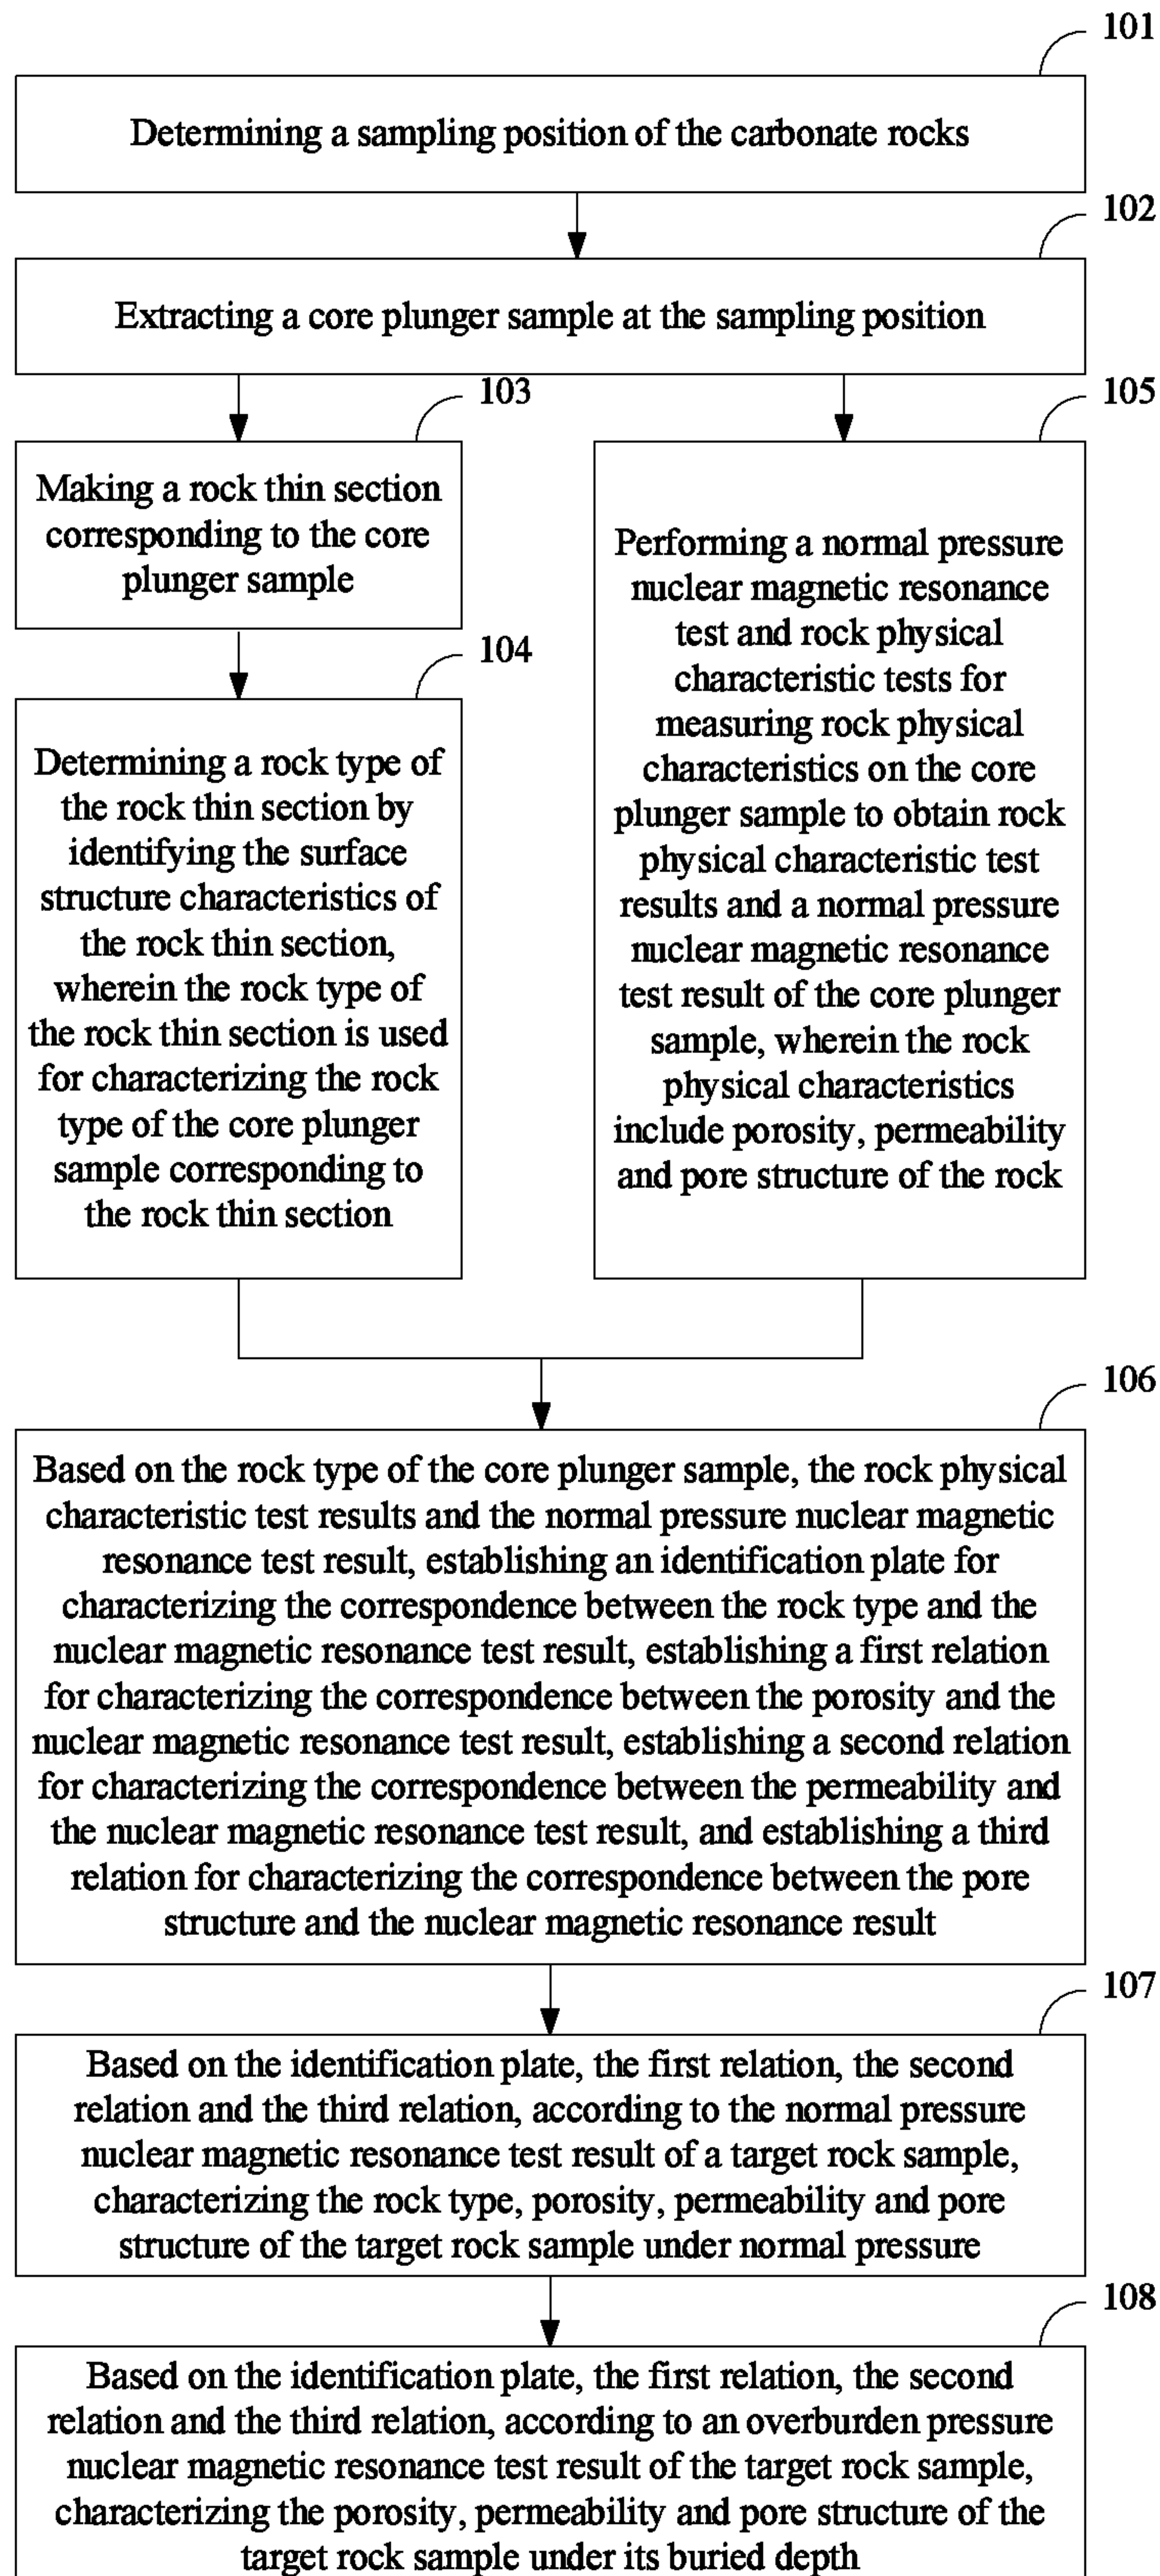 101
Determining a sampling position of the carbonate rocks
102
Extracting a core plunger sample at the sampling position
103
Making a rock thin section
corresponding to the core
plunger sample
104
Determining a rock type of
the rock thin section by
identifying the surface
structure characteristics of
the rock thin section,
wherein the rock type of
the rock thin section is used
for characterizing the rock
type of the core plunger
sample corresponding to
the rock thin section
105
Performing a normal pressure
nuclear magnetic resonance
test and rock physical
characteristic tests for
measuring rock physical
characteristics on the core
plunger sample to obtain rock
physical characteristic test
results and a normal pressure
nuclear magnetic resonance
test result of the core plunger
sample, wherein the rock
physical characteristics
include porosity, permeability
and pore structure of the rock
106
Based on the rock type of the core plunger sample, the rock physical
characteristic test results and the normal pressure nuclear magnetic
resonance test result, establishing an identification plate for
characterizing the correspondence between the rock type and the
nuclear magnetic resonance test result, establishing a first relation
for characterizing the correspondence between the porosity and the
nuclear magnetic resonance test result, establishing a second relation
for characterizing the correspondence between the permeability and
the nuclear magnetic resonance test result, and establishing a third
relation for characterizing the correspondence between the pore
structure and the nuclear magnetic resonance result
107
Based on the identification plate, the first relation, the second
relation and the third relation, according to the normal pressure
nuclear magnetic resonance test result of a target rock sample,
characterizing the rock type, porosity, permeability and pore
structure of the target rock sample under normal pressure
108
Based on the identification plate, the first relation, the second
relation and the third relation, according to an overburden pressure
nuclear magnetic resonance test result of the target rock sample,
characterizing the porosity, permeability and pore structure of the
target rock sample under its buried depth